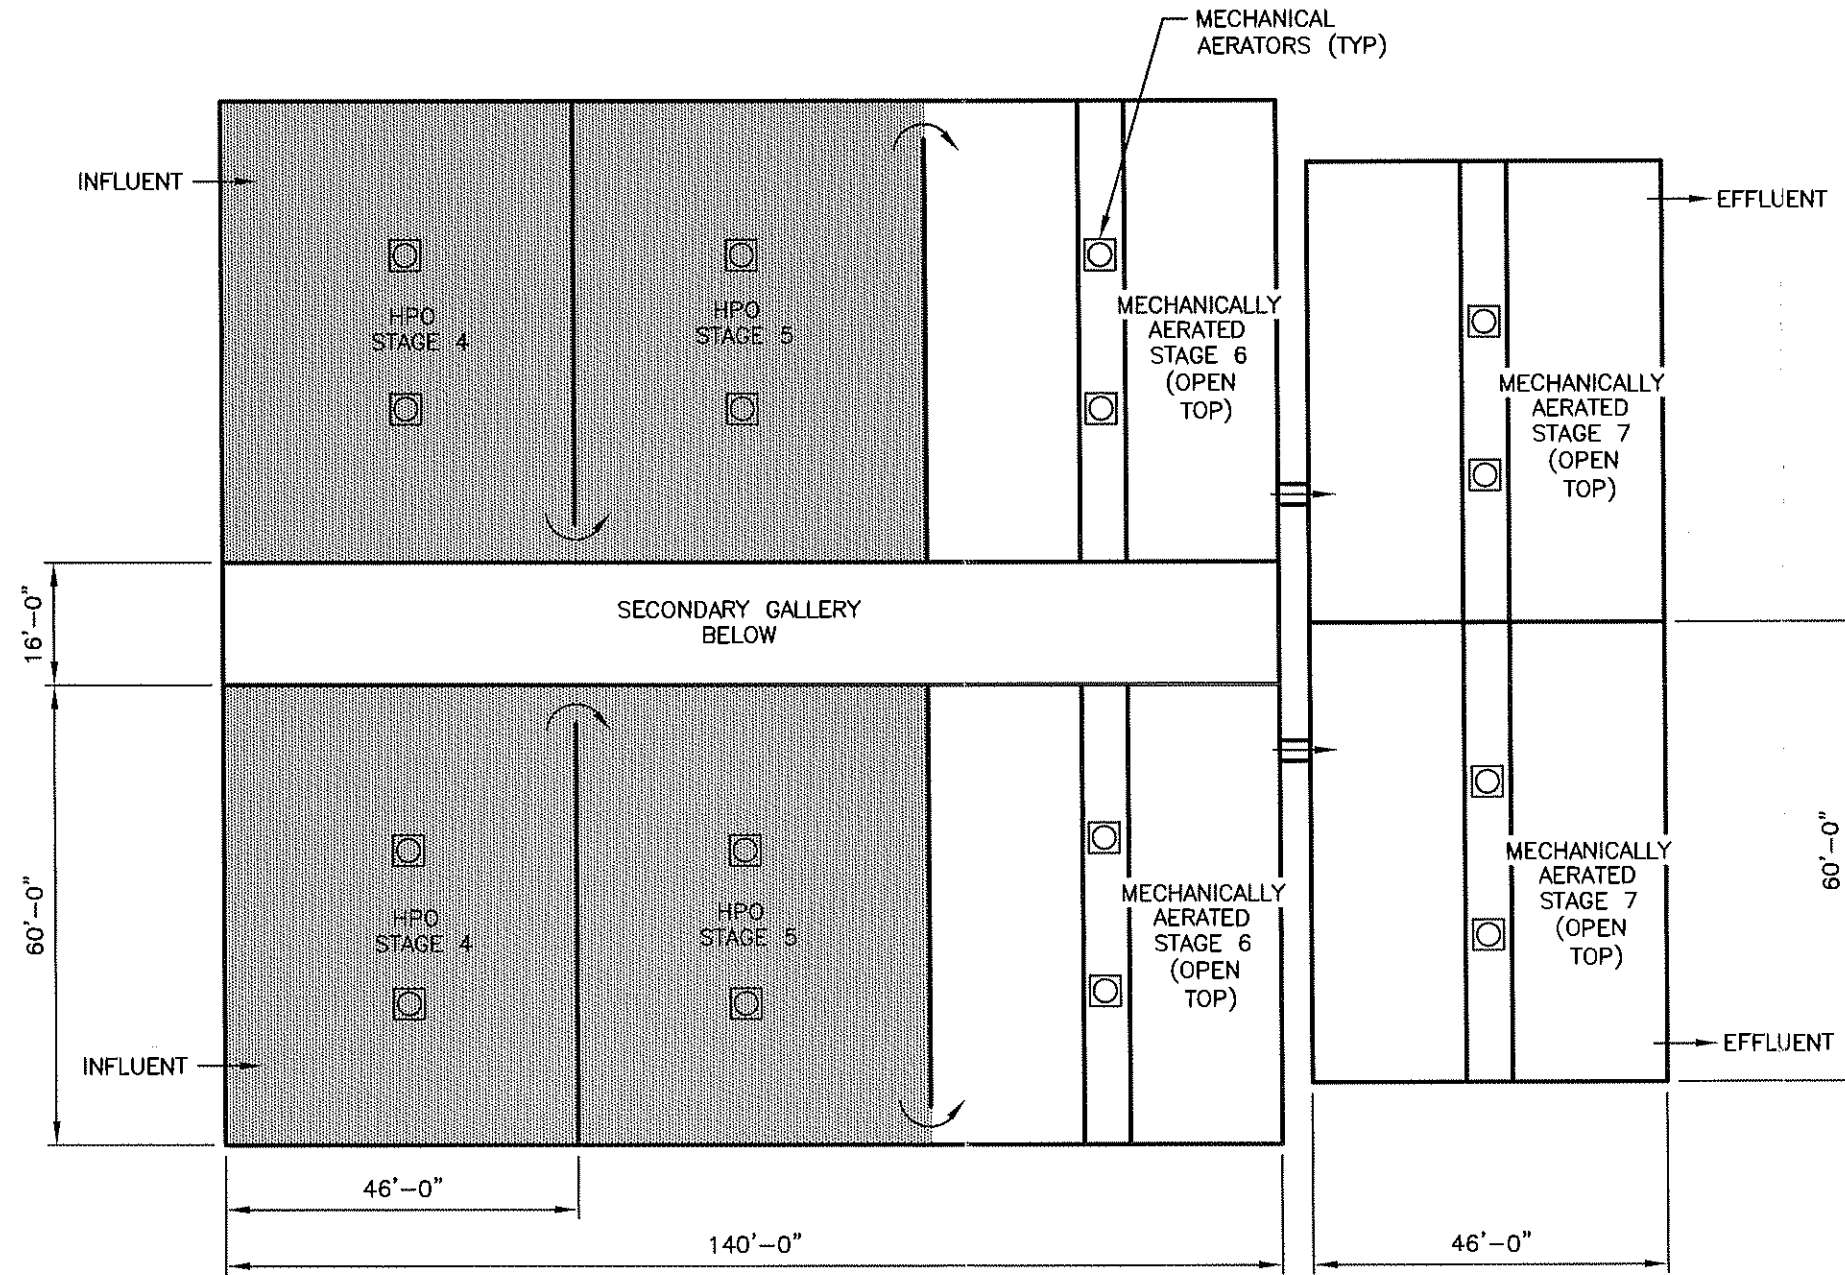 MECHANICAL
AERATORS (TYP)
INFLUENT
EFFLUENT
HPO
STAGE 4
HPO
STAGE 5
MECHANICALLY
AERATED
STAGE 6
(OPEN
TOP)
MECHANICALLY
AERATED
STAGE 7
(OPEN
TOP)
16'-0"
SECONDARY GALLERY
BELOW
60'-0"
HPO
STAGE 4
HPO
STAGE 5
MECHANICALLY
AERATED
STAGE 6
(OPEN
TOP)
MECHANICALLY
AERATED
STAGE 7
(OPEN
TOP)
60'-0"
INFLUENT
EFFLUENT
46'-0"
140'-0"
46'-0"